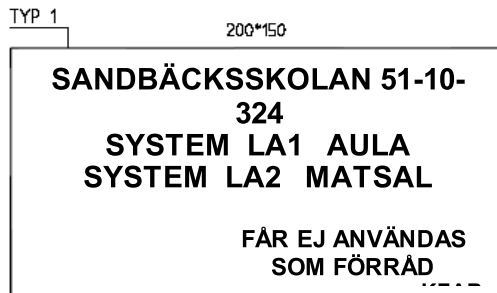 TYP 1
200*150
SANDBÄCKSSKOLAN 51-10-
324
SYSTEM LA1 AULA
SYSTEM LA2 MATSAL
FÅR EJ ANVÄNDAS
SOM FÖRRÅD